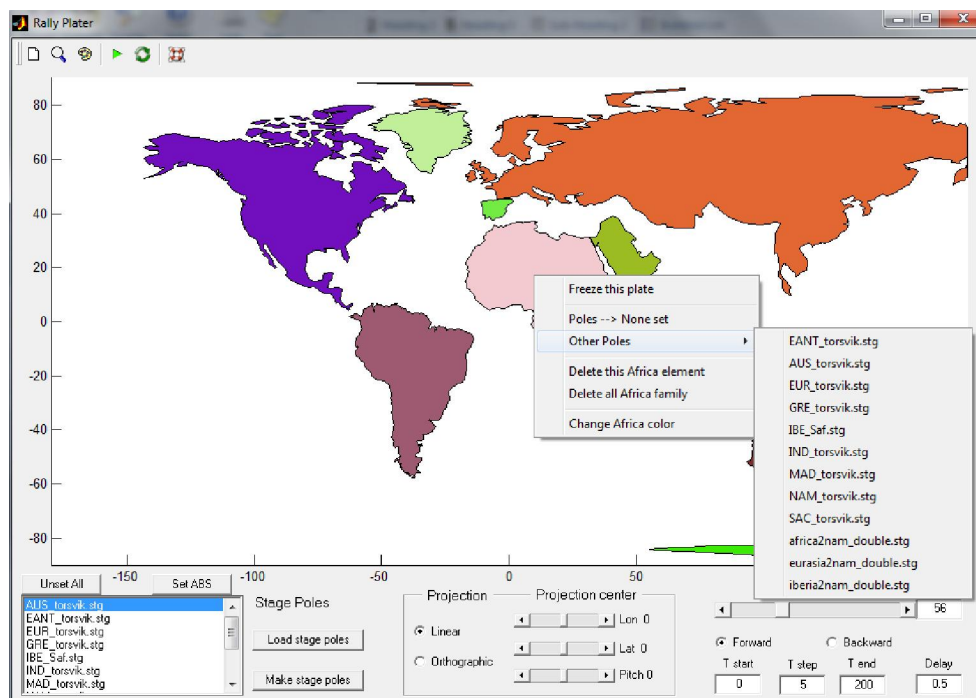 Rally Plater
80
60
40
20
0
-20
-40
-60
-80
-150
-100
-50
0
50
Freeze this plate
Poles --> None set
Other Poles
Delete this Africa element
Delete all Africa family
Change Africa color
EANT_torsvik.stg
AUS_torsvik.stg
EUR_torsvik.stg
GRE_torsvik.stg
IBE_Saf.stg
IND_torsvik.stg
MAD_torsvik.stg
NAM_torsvik.stg
SAC_torsvik.stg
africa2nam_double.stg
eurasia2nam_double.stg
iberia2nam_double.stg
Unset All
Set ABS
AUS_torsvik.stg
EANT_torsvik.stg
EUR_torsvik.stg
GRE_torsvik.stg
IBE_Saf.stg
IND_torsvik.stg
MAD_torsvik.stg
Stage Poles
Load stage poles
Make stage poles
Projection
Linear
Orthographic
Projection center
Lon 0
Lat 0
Pitch 0
56
Forward
Backward
T start
T step
T end
Delay
0
5
200
0.5